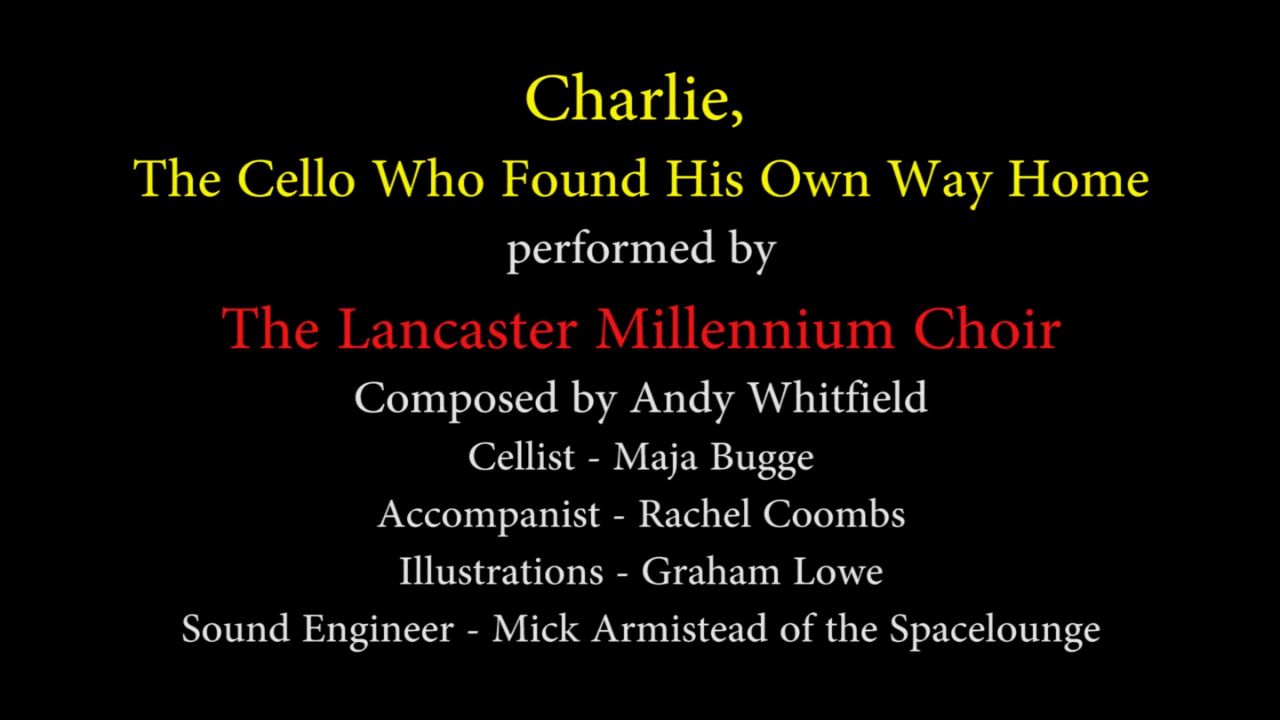 Charlie,
The Cello Who Found His Own Way Home
performed by
The Lancaster Millennium Choir
Composed by Andy Whitfield
Cellist - Maja Bugge
Accompanist - Rachel Coombs
Illustrations - Graham Lowe
Sound Engineer - Mick Armistead of the Spacelounge